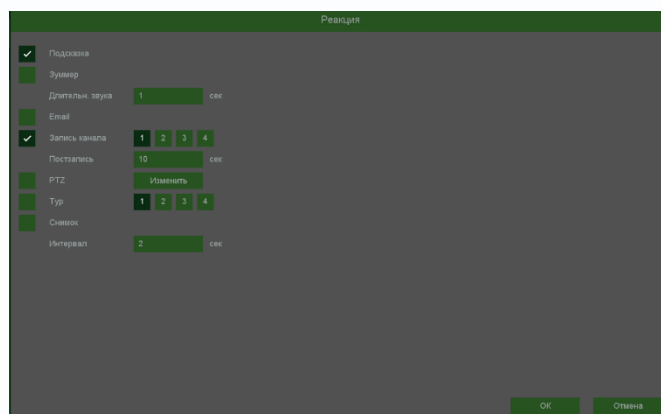 Реакция
Подсказка
Зуммер
Длительн. звука 1 сек
Email
Запись канала 1 2 3 4
Постзапись 10 сек
PTZ Изменить
Тур 1 2 3 4
Снимок
Интервал 2 сек
ОК Отмена